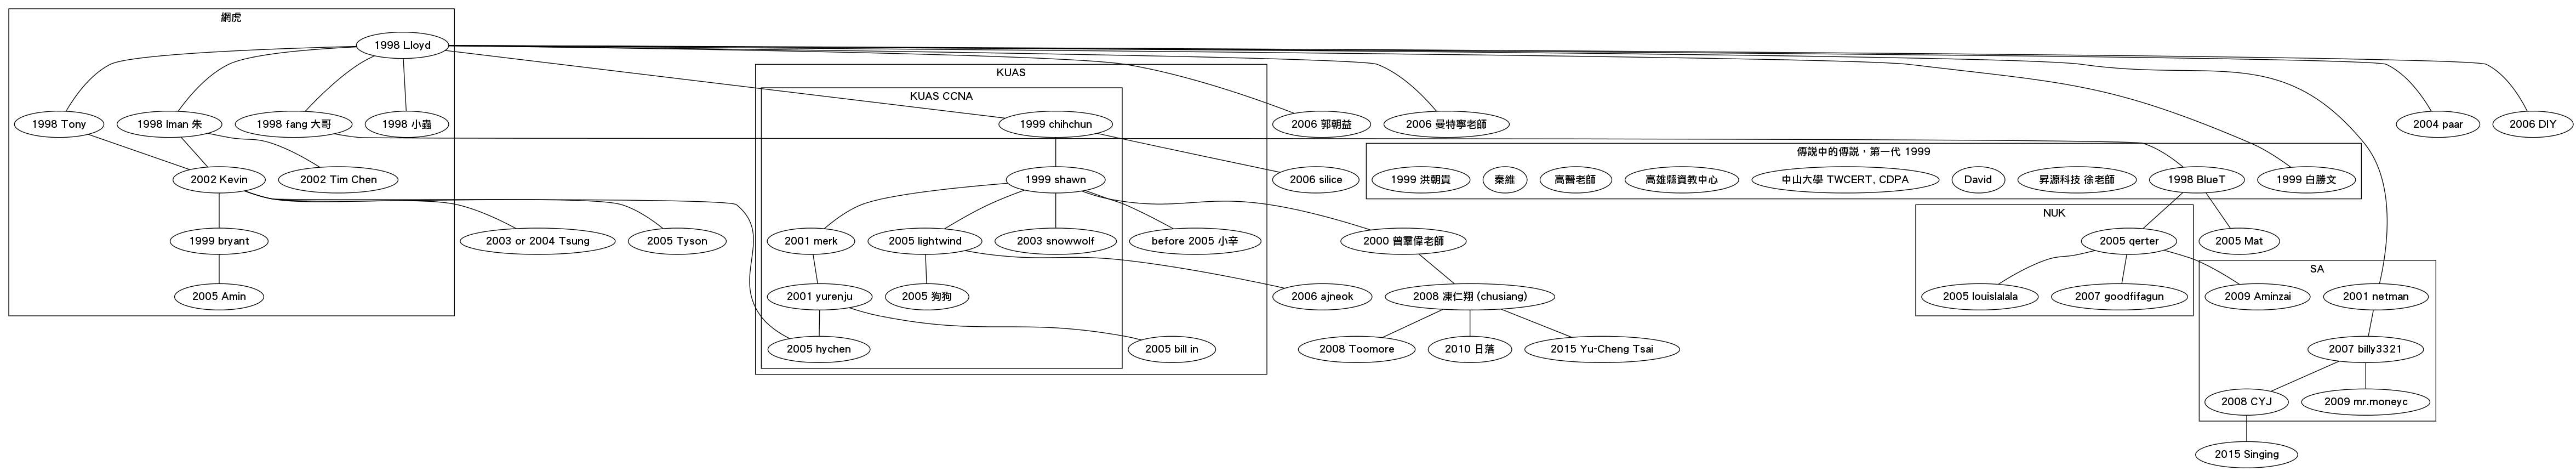 網虎
1998 Lloyd
KUAS
KUAS CCNA
1998 Tony
1998 Iman 朱
1998 fang 大哥
1998 小蟲
1999 chihchun
2006 郭朝益
2006 曼特寧老師
2004 paar
2006 DIY
傳說中的傳說，第一代 1999
2002 Kevin
2002 Tim Chen
1999 shawn
2006 silice
1999 洪朝貴
秦維
高醫老師
高雄縣資教中心
中山大學 TWCERT, CDPA
David
昇源科技 徐老師
1998 BlueT
1999 白勝文
NUK
1999 bryant
2003 or 2004 Tsung
2005 Tyson
2001 merk
2005 lightwind
2003 snowwolf
before 2005 小辛
2000 曾羣偉老師
2005 qerter
2005 Mat
SA
2005 Amin
2001 yurenju
2005 狗狗
2006 ajneok
2008 凍仁翔 (chusiang)
2005 louislalala
2007 goodfifagun
2009 Aminzai
2001 netman
2005 hychen
2005 bill in
2008 Toomore
2010 日落
2015 Yu-Cheng Tsai
2007 billy3321
2008 CYJ
2009 mr.moneyc
2015 Singing